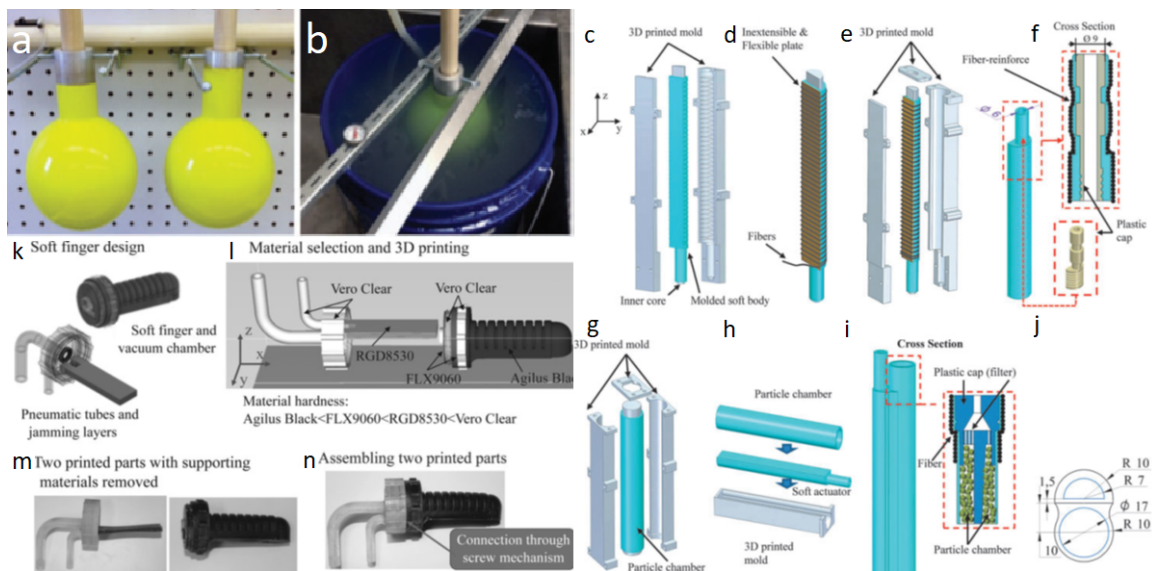 a
b
c
3D printed mold
z
x
y
Inner core
Molded soft body
d
Inextensible &
Flexible plate
Fibers
e
3D printed mold
f
Cross Section
Ø 9
Fiber-reinforce
Plastic
cap
k
Soft finger design
Soft finger and
vacuum chamber
Pneumatic tubes and
jamming layers
l
Material selection and 3D printing
Vero Clear
Vero Clear
RGD8530
FLX9060
Agilus Blac
z
x
y
Material hardness:
Agilus Black<FLX9060<RGD8530<Vero Clear
m
Two printed parts with supporting
materials removed
n
Assembling two printed parts
Connection through
screw mechanism
g
3D printed mold
Particle chamber
h
Particle chamber
Soft actuator
3D printed
mold
i
Cross Section
Plastic cap (filter)
Fiber
Particle chamber
j
R 10
R 7
1,5
ϕ 17
R 10
10